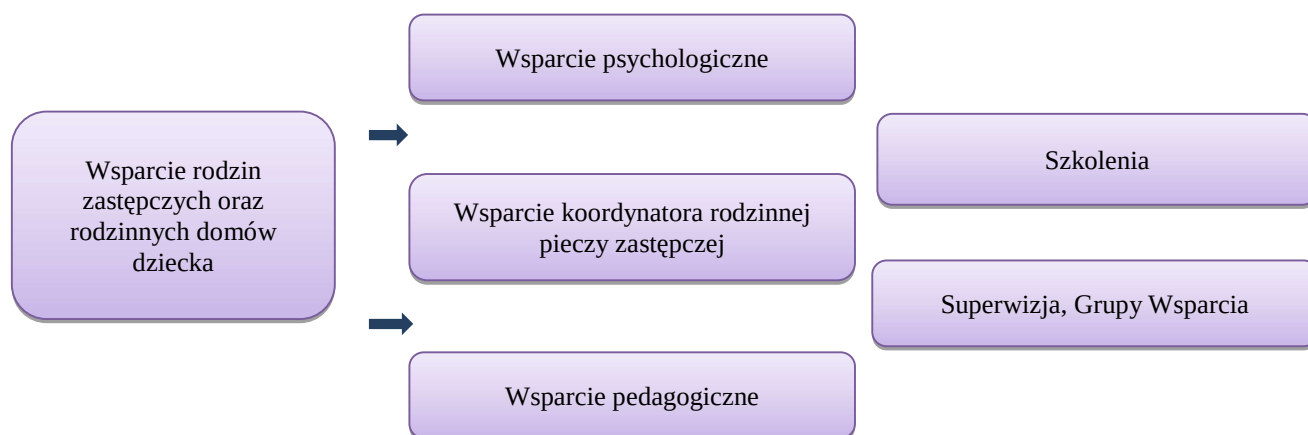 Wsparcie rodzin
zastępczych oraz
rodzinnych domów
dziecka
Wsparcie psychologiczne
Wsparcie koordynatora rodzinnej
pieczy zastępczej
Wsparcie pedagogiczne
Szkolenia
Superwizja, Grupy Wsparcia